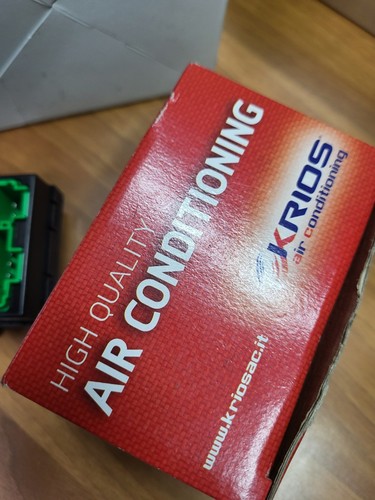 HIGH QUALITY
AIR CONDITIONING
KRIOS
air conditioning
www.kriosac.it